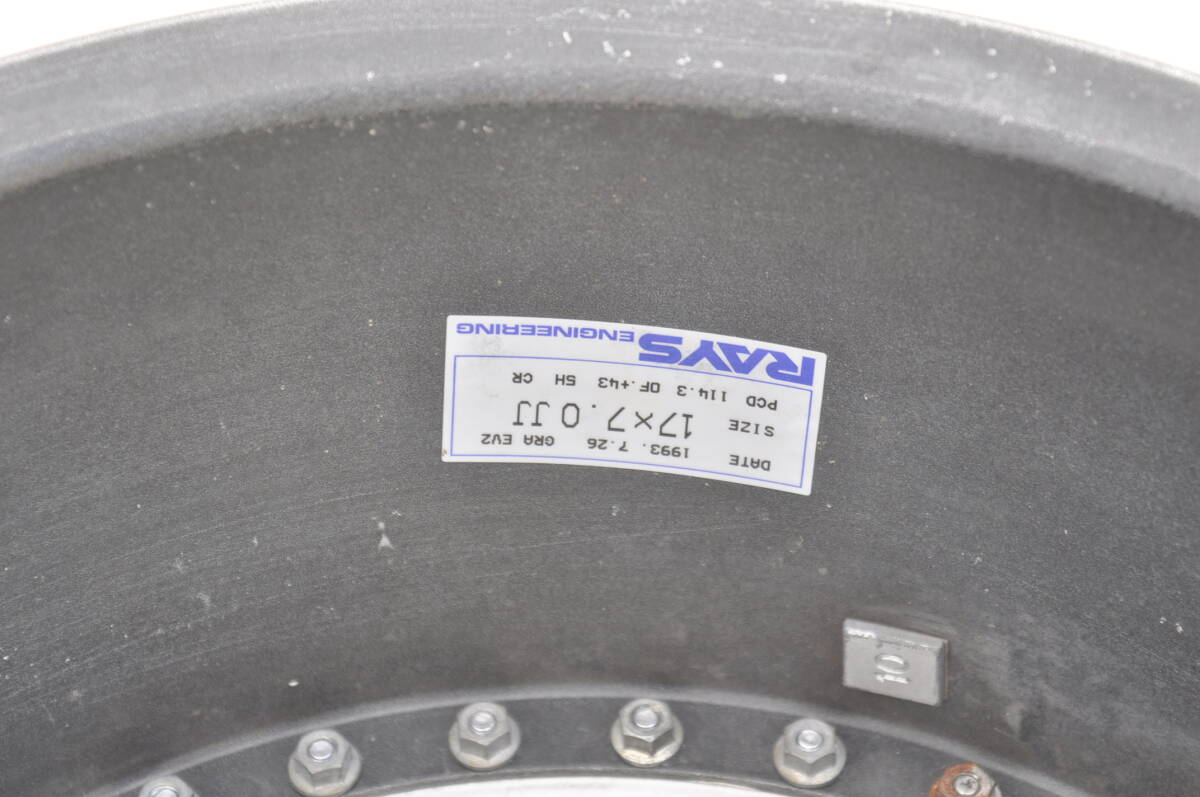 RAYS ENGINEERING
DATE 1993. 7.26 GRA EV2
SIZE 17×7.0JJ
PCD 114.3 OF.+43 5H CR